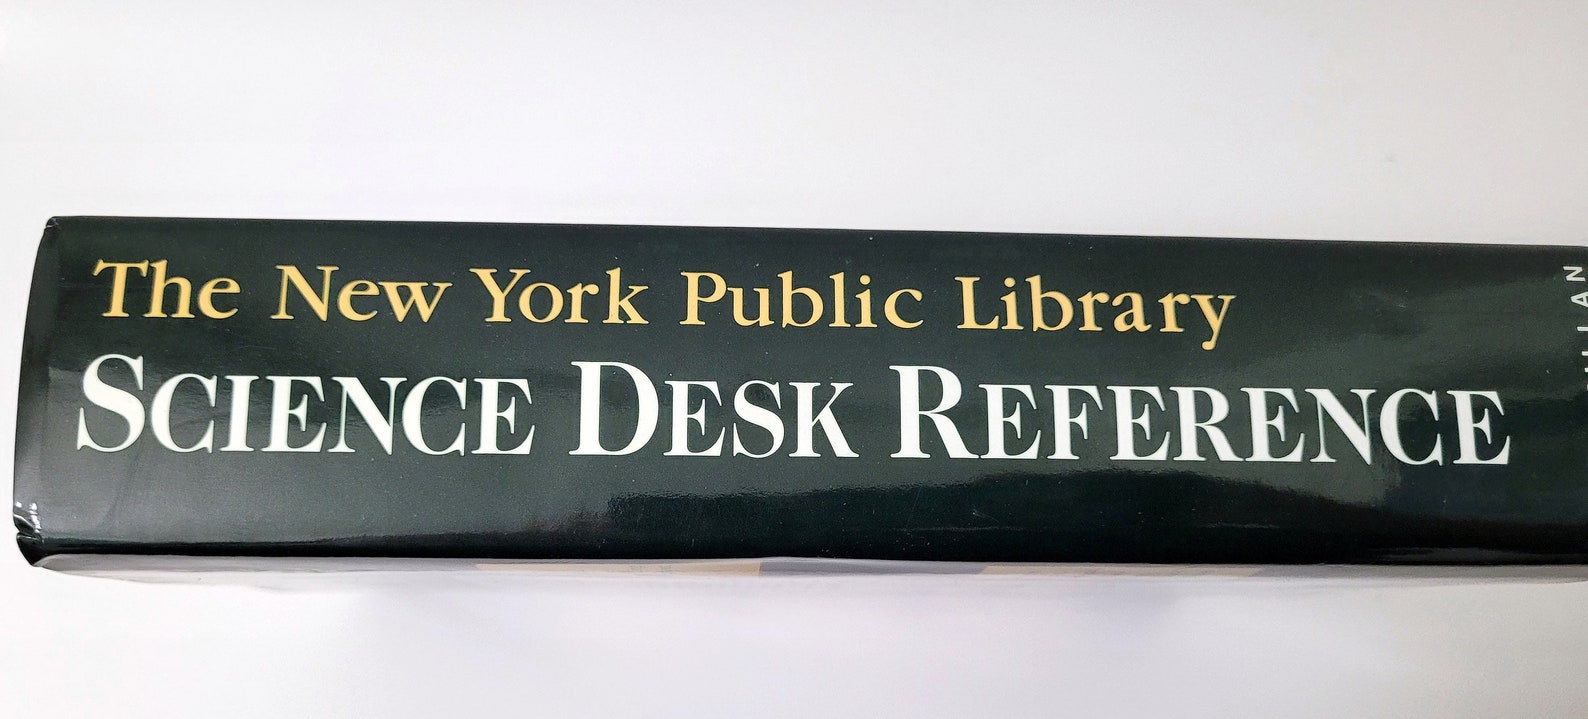 The New York Public Library
SCIENCE DESK REFERENCE